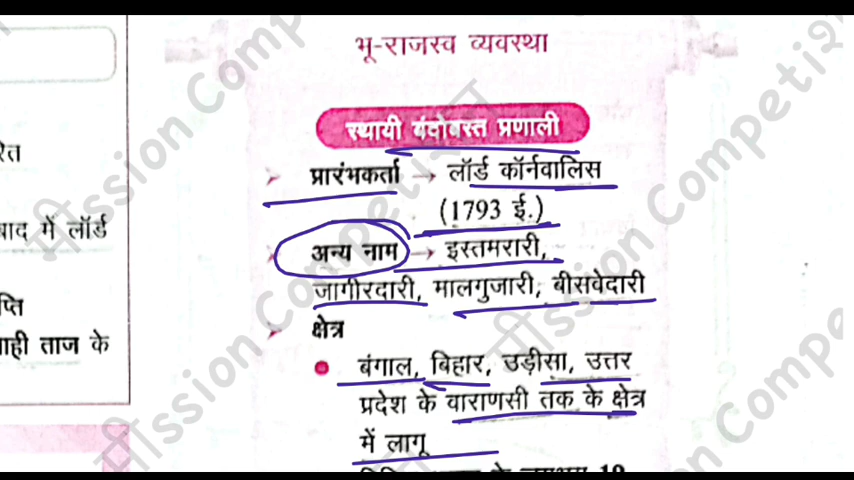 रेत
बाद में लॉर्ड
प्ति
शाही ताज के
भू-राजस्व व्यवस्था
स्थायी बंदोबस्त प्रणाली
प्रारंभकर्ता → लॉर्ड कॉर्नवालिस
(1793 ई.)
अन्य नाम → इस्तमरारी,
जागीरदारी, मालगुजारी, बीसवेदारी
क्षेत्र
बंगाल, बिहार, उड़ीसा, उत्तर
प्रदेश के वाराणसी तक के क्षेत्र
में लागू